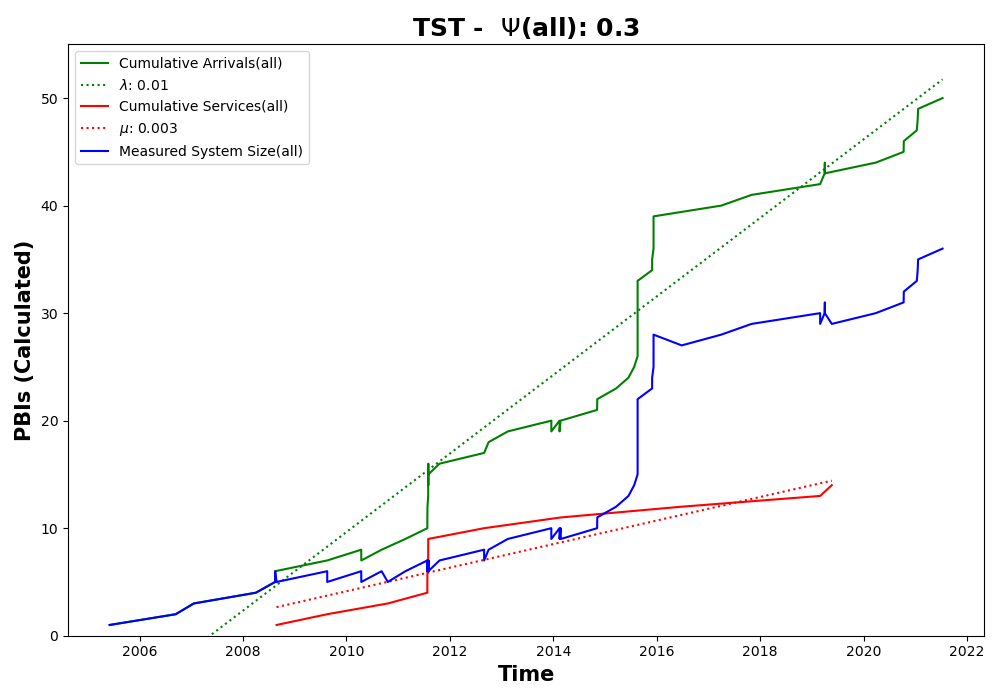 TST - Ψ(all): 0.3
Cumulative Arrivals(all)
λ: 0.01
Cumulative Services(all)
μ: 0.003
Measured System Size(all)
PBIs (Calculated)
50
40
30
20
10
0
2006 2008 2010 2012 2014 2016 2018 2020 2022
Time